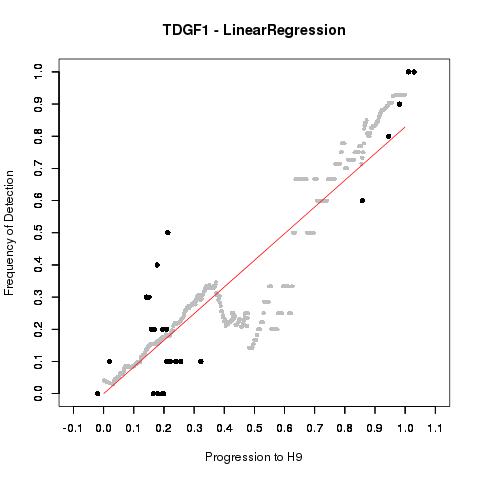 TDGF1 - LinearRegression
Frequency of Detection
1.0
0.9
0.8
0.7
0.6
0.5
0.4
0.3
0.2
0.1
0.0
-0.1 0.0 0.1 0.2 0.3 0.4 0.5 0.6 0.7 0.8 0.9 1.0 1.1
Progression to H9